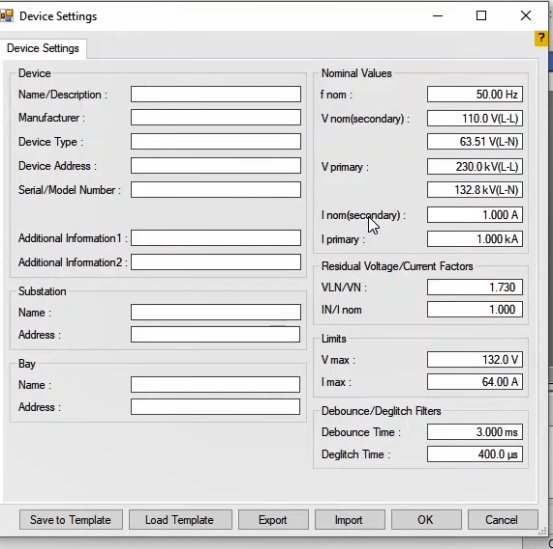 Device Settings
?
Device Settings
Device
Name/Description :
Manufacturer :
Device Type :
Device Address :
Serial/Model Number :
Additional Information1 :
Additional Information2 :
Substation
Name :
Address :
Bay
Name :
Address :
Nominal Values
f nom : 50.00 Hz
V nom(secondary) : 110.0 V(L-L)
63.51 V(L-N)
V primary : 230.0 kV(L-L)
132.8 kV(L-N)
I nom(secondary) : 1.000 A
I primary : 1.000 kA
Residual Voltage/Current Factors
VLN/VN : 1.730
IN/I nom 1.000
Limits
V max : 132.0 V
I max : 64.00 A
Debounce/Deglitch Filters
Debounce Time : 3.000 ms
Deglitch Time : 400.0 µs
Save to Template Load Template Export Import OK Cancel